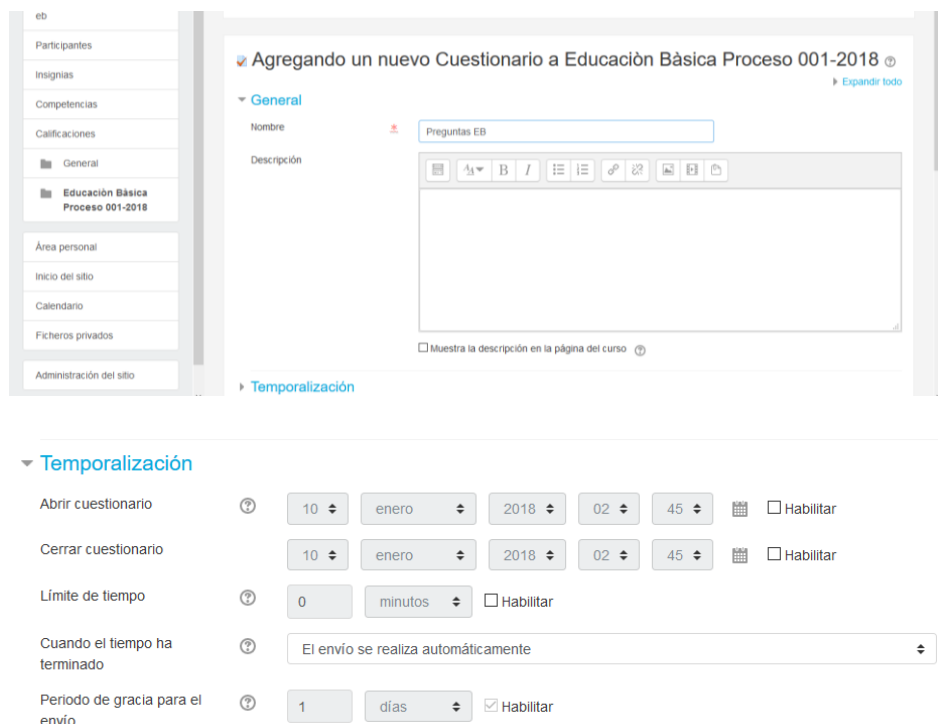 eb
Participantes
Insignias
Competencias
Calificaciones
General
Educaciòn Bàsica
Proceso 001-2018
Área personal
Inicio del sitio
Calendario
Ficheros privados
Administración del sitio
Agregando un nuevo Cuestionario a Educaciòn Bàsica Proceso 001-2018
Expandir todo
General
Nombre
Preguntas EB
Descripción
B I
Muestra la descripción en la página del curso
Temporalización
Temporalización
Abrir cuestionario 10 enero 2018 02 45 Habilitar
Cerrar cuestionario 10 enero 2018 02 45 Habilitar
Límite de tiempo 0 minutos Habilitar
Cuando el tiempo ha
terminado
El envío se realiza automáticamente
Periodo de gracia para el
envío
1 días Habilitar